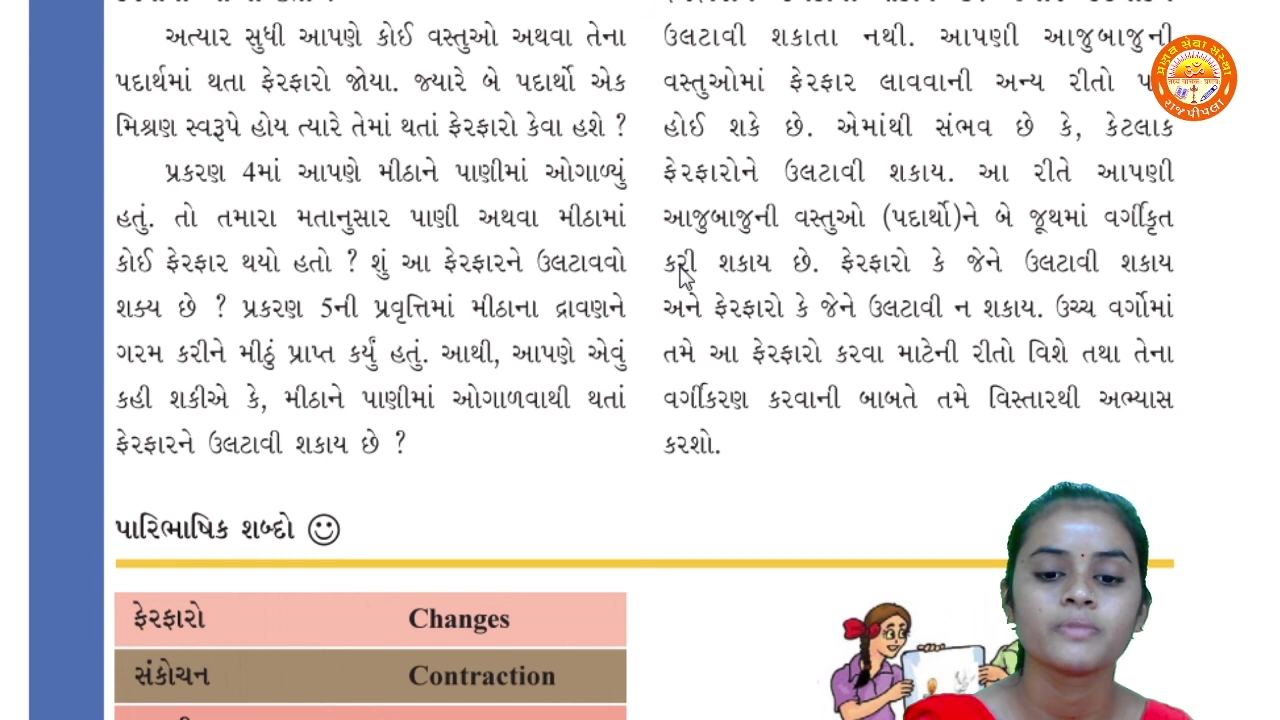 અત્યાર સુધી આપણે કોઈ વસ્તુઓ અથવા તેના
પદાર્થમાં થતા ફેરફારો જોયા. જ્યારે બે પદાર્થો એક
મિશ્રણ સ્વરૂપે હોય ત્યારે તેમાં થતાં ફેરફારો કેવા હશે ?
પ્રકરણ 4માં આપણે મીઠાને પાણીમાં ઓગાળ્યું
હતું. તો તમારા મતાનુસાર પાણી અથવા મીઠામાં
કોઈ ફેરફાર થયો હતો ? શું આ ફેરફારને ઉલટાવવો
શક્ય છે ? પ્રકરણ 5ની પ્રવૃત્તિમાં મીઠાના દ્રાવણને
ગરમ કરીને મીઠું પ્રાપ્ત કર્યું હતું. આથી, આપણે એવું
કહી શકીએ કે, મીઠાને પાણીમાં ઓગાળવાથી થતાં
ફેરફારને ઉલટાવી શકાય છે ?
ઉલટાવી શકાતા નથી. આપણી આજુબાજુની
વસ્તુઓમાં ફેરફાર લાવવાની અન્ય રીતો
હોઈ શકે છે. એમાંથી સંભવ છે કે, કેટલાક
ફેરફારોને ઉલટાવી શકાય. આ રીતે આપણી
આજુબાજુની વસ્તુઓ (પદાર્થો)ને બે જૂથમાં વર્ગીકૃત
કરી શકાય છે. ફેરફારો કે જેને ઉલટાવી શકાય
અને ફેરફારો કે જેને ઉલટાવી ન શકાય. ઉચ્ચ વર્ગોમાં
તમે આ ફેરફારો કરવા માટેની રીતો વિશે તથા તેના
વર્ગીકરણ કરવાની બાબતે તમે વિસ્તારથી અભ્યાસ
કરશો.
પારિભાષિક શબ્દો
ફેરફારો Changes
સંકોચન Contraction
પ્રણવ સેવા સંસ્થા
રાજપીપલા